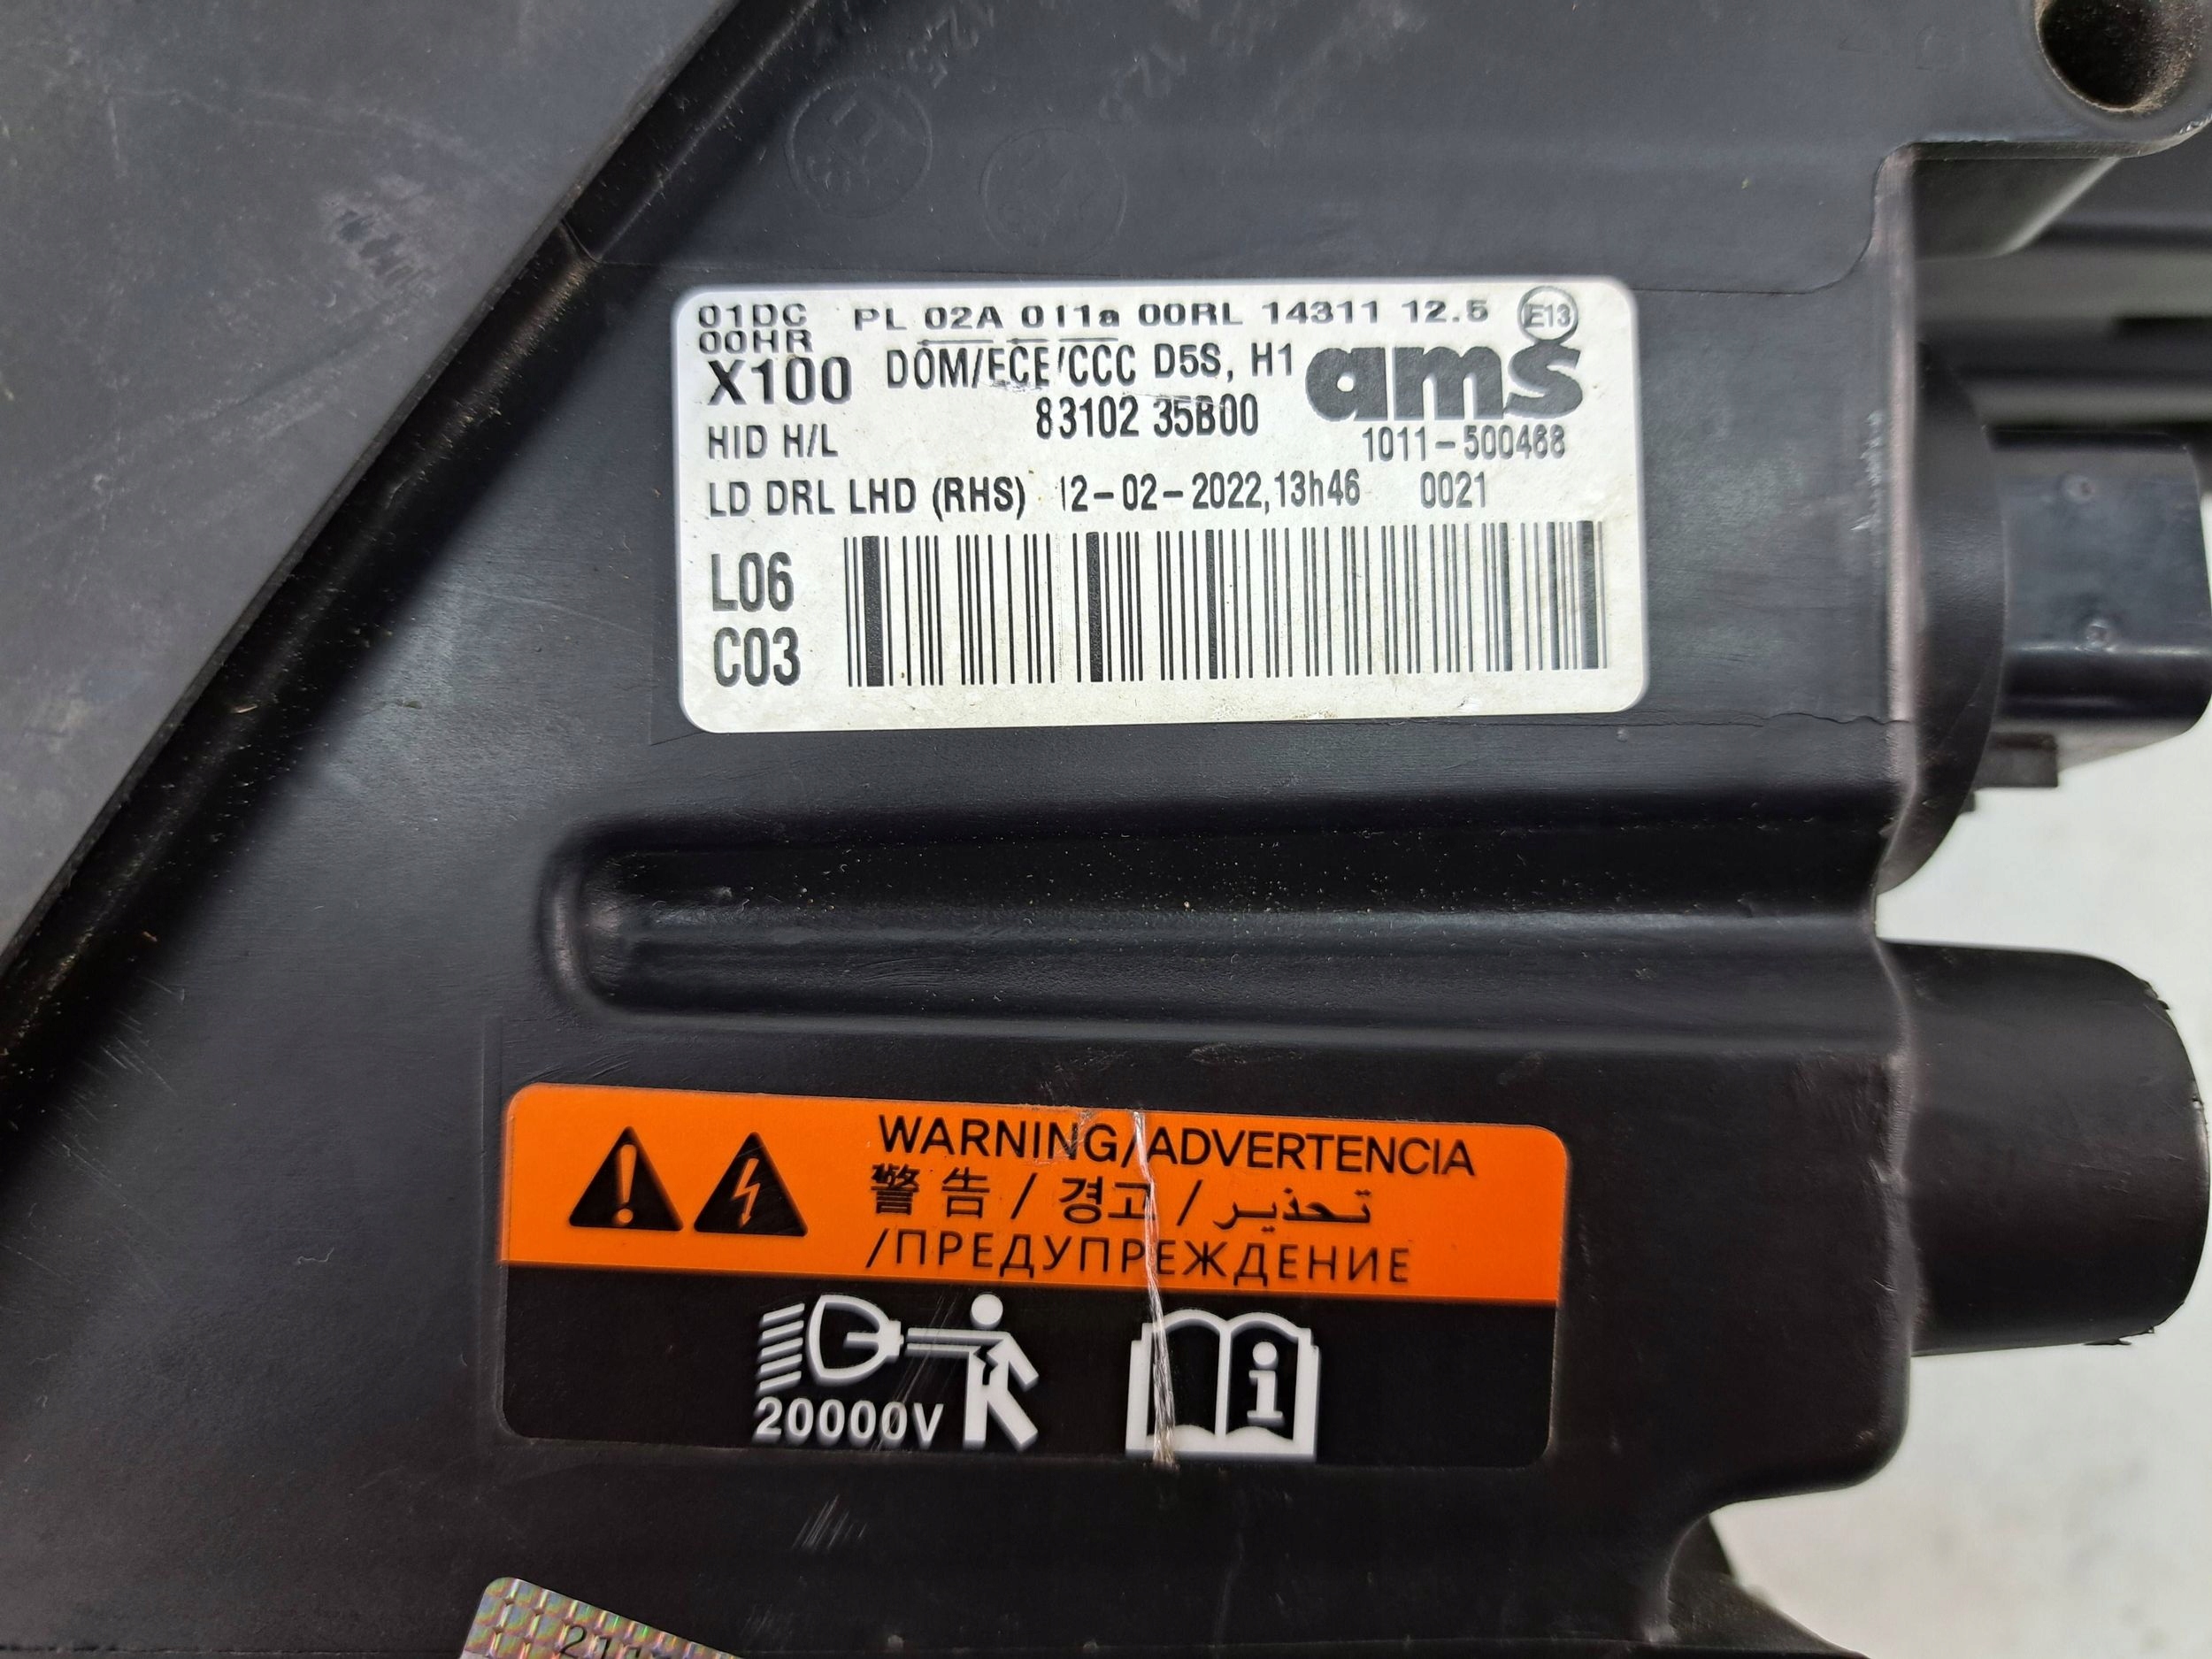 01DC PL 02A 011a 00RL 14311 12.5 E13
00HR
X100 DOM/ECE/CCC D5S, H1 ams
83102 35B00
HID H/L 1011-500468
LD DRL LHD (RHS) 12-02-2022,13h46 0021
L06
C03
WARNING/ADVERTENCIA
警告/경고/تحذير
/ПРЕДУПРЕЖДЕНИЕ
20000V